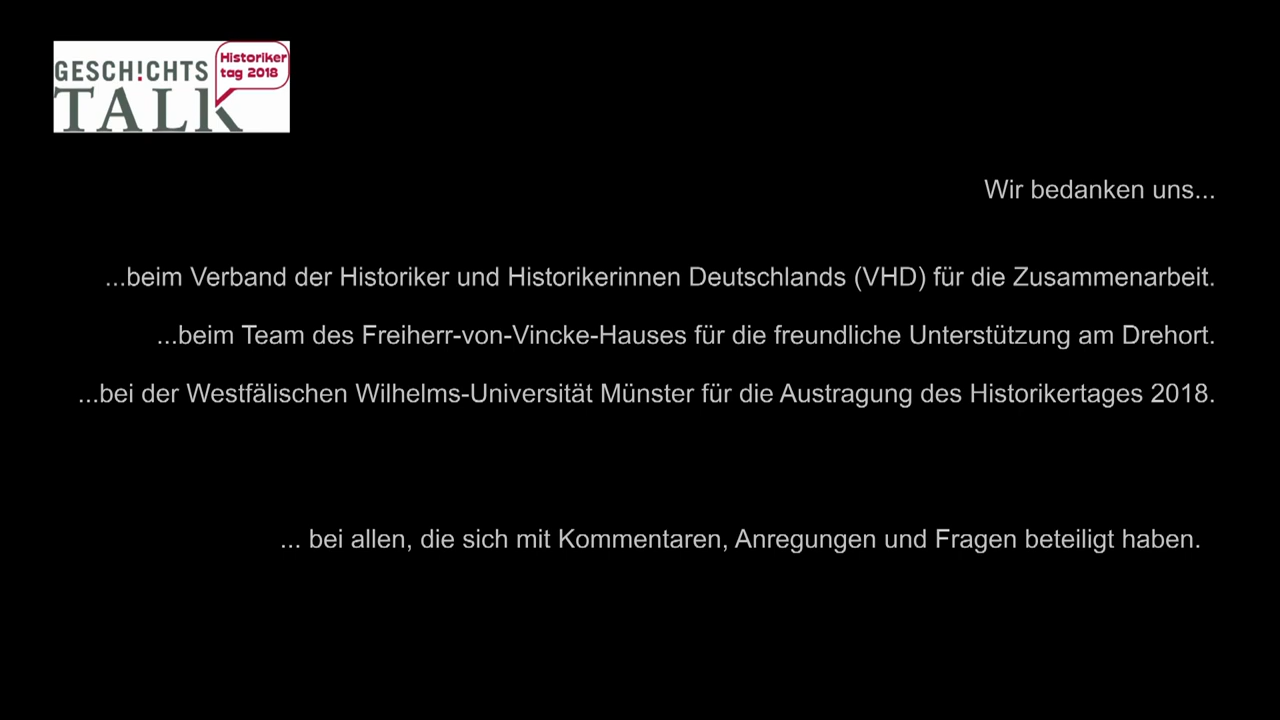 GESCH!CHTS
TALK
Historiker
tag 2018
Wir bedanken uns...
...beim Verband der Historiker und Historikerinnen Deutschlands (VHD) für die Zusammenarbeit.
...beim Team des Freiherr-von-Vincke-Hauses für die freundliche Unterstützung am Drehort.
...bei der Westfälischen Wilhelms-Universität Münster für die Austragung des Historikertages 2018.
... bei allen, die sich mit Kommentaren, Anregungen und Fragen beteiligt haben.